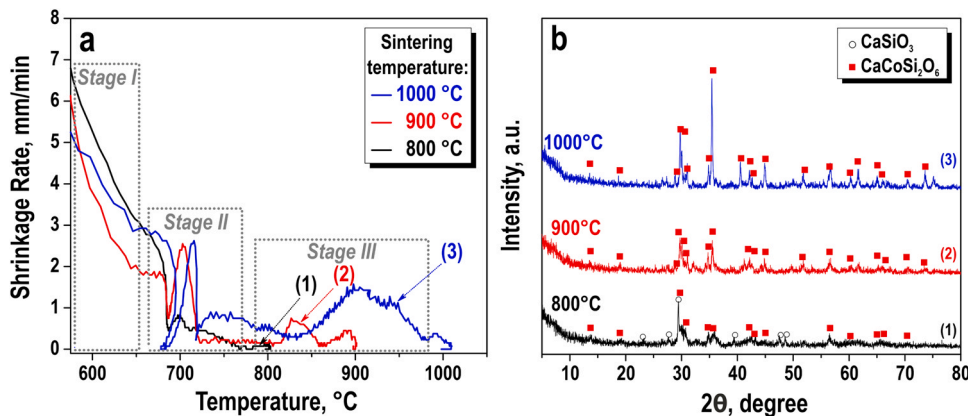 a
Sintering
temperature:
1000 °C
900 °C
800 °C
Stage I
Stage II
Stage III
(1)
(2)
(3)
8
7
6
5
4
3
2
1
0
600
700
800
900
1000
Shrinkage Rate, mm/min
Temperature, °C
b
CaSiO₃
CaCoSi₂O₆
1000°C
(3)
900°C
(2)
800°C
(1)
10
20
30
40
50
60
70
80
Intensity, a.u.
2Θ, degree